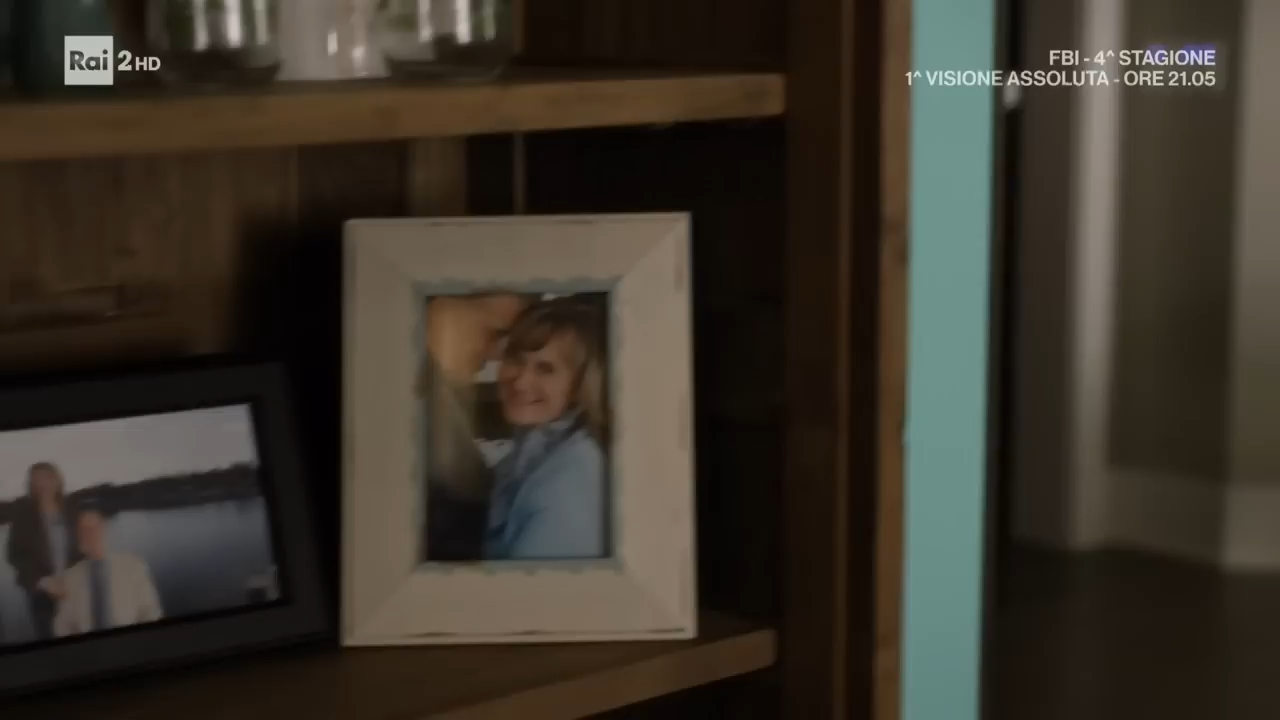 Rai 2HD
FBI - 4^ STAGIONE
1^ VISIONE ASSOLUTA - ORE 21.05